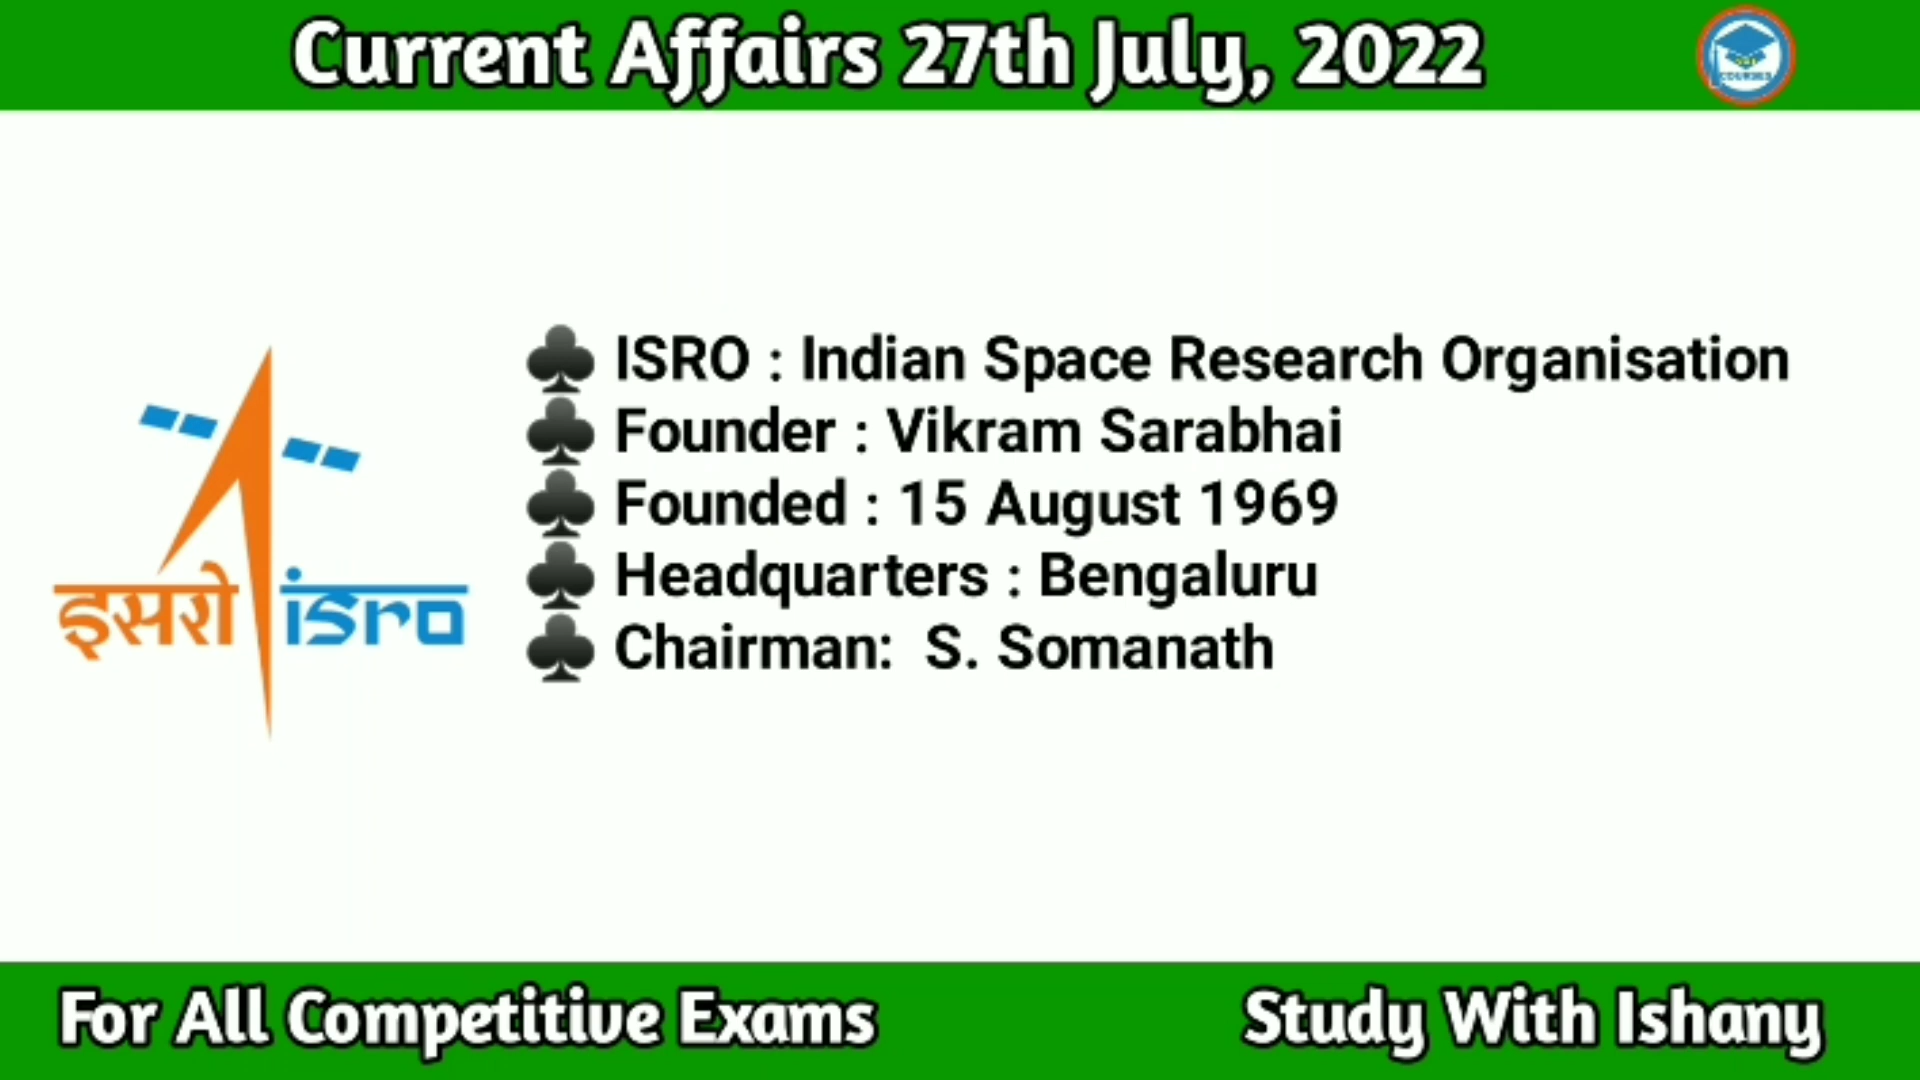 Current Affairs 27th July, 2022
COURSES
♣ ISRO : Indian Space Research Organisation
♣ Founder : Vikram Sarabhai
♣ Founded : 15 August 1969
♣ Headquarters : Bengaluru
♣ Chairman: S. Somanath
इसरो isro
For All Competitive Exams
Study With Ishany